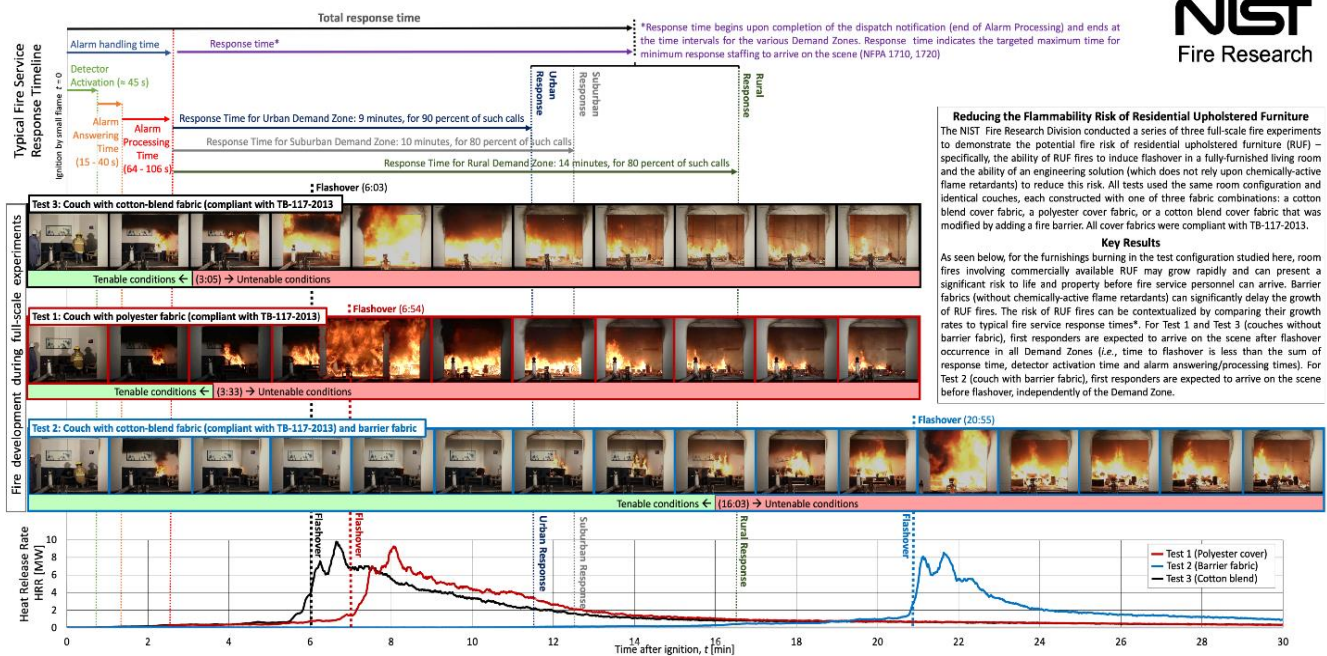 Total response time
*Response time begins upon completion of the dispatch notification (end of Alarm Processing) and ends
at the time intervals for the various Demand Zones. Response time indicates the targeted maximum time for
minimum response staffing to arrive on the scene (NFPA 1710, 1720)
NIST
Fire Research
Typical Fire Service
Response Timeline
Ignition by small flame t = 0
Alarm handling time
Response time*
Detector
Activation (≈ 45 s)
Alarm
Answering
Time
(15 - 40 s)
Alarm
Processing
Time
(64 - 106 s)
Urban
Response
Suburban
Response
Rural
Response
Response Time for Urban Demand Zone: 9 minutes, for 90 percent of such calls
Response Time for Suburban Demand Zone: 10 minutes, for 80 percent of such calls
Response Time for Rural Demand Zone: 14 minutes, for 80 percent of such calls
Reducing the Flammability Risk of Residential Upholstered Furniture
The NIST Fire Research Division conducted a series of three full-scale fire experiments
to demonstrate the potential fire risk of residential upholstered furniture (RUF) –
specifically, the ability of RUF fires to induce flashover in a fully-furnished living room
and the ability of an engineering solution (which does not rely upon chemically-active
flame retardants) to reduce this risk. All tests used the same room configuration and
identical couches, each constructed with one of three fabric combinations: a cotton
blend cover fabric, a polyester cover fabric, or a cotton blend cover fabric that was
modified by adding a fire barrier. All cover fabrics were compliant with TB-117-2013.
Key Results
As seen below, for the furnishings burning in the test configuration studied here, room
fires involving commercially available RUF may grow rapidly and can present a
significant risk to life and property before fire service personnel can arrive. Barrier
fabrics (without chemically-active flame retardants) can significantly delay the growth
of RUF fires. The risk of RUF fires can be contextualized by comparing their growth
rates to typical fire service response times*. For Test 1 and Test 3 (couches without
barrier fabric), first responders are expected to arrive on the scene after flashover
occurrence in all Demand Zones (i.e., time to flashover is less than the sum of
response time, detector activation time and alarm answering/processing times). For
Test 2 (couch with barrier fabric), first responders are expected to arrive on the scene
before flashover, independently of the Demand Zone.
Fire development during full-scale experiments
Flashover (6:03)
Test 3: Couch with cotton-blend fabric (compliant with TB-117-2013
Tenable conditions ← (3:05) → Untenable conditions
Flashover (6:54)
Test 1: Couch with polyester fabric (compliant with TB-117-2013)
Tenable conditions ← (3:33) → Untenable conditions
Flashover (20:55)
Test 2: Couch with cotton-blend fabric (compliant with TB-117-2013) and barrier fabric
Tenable conditions ← (16:03) → Untenable conditions
Heat Release Rate
HRR [MW]
10
8
6
4
2
0
Flashover
Flashover
Urban Response
Suburban Response
Rural Response
Flashover
Test 1 (Polyester cover)
Test 2 (Barrier fabric)
Test 3 (Cotton blend)
0 2 4 6 8 10 12 14 16 18 20 22 24 26 28 30
Time after ignition, t [min]